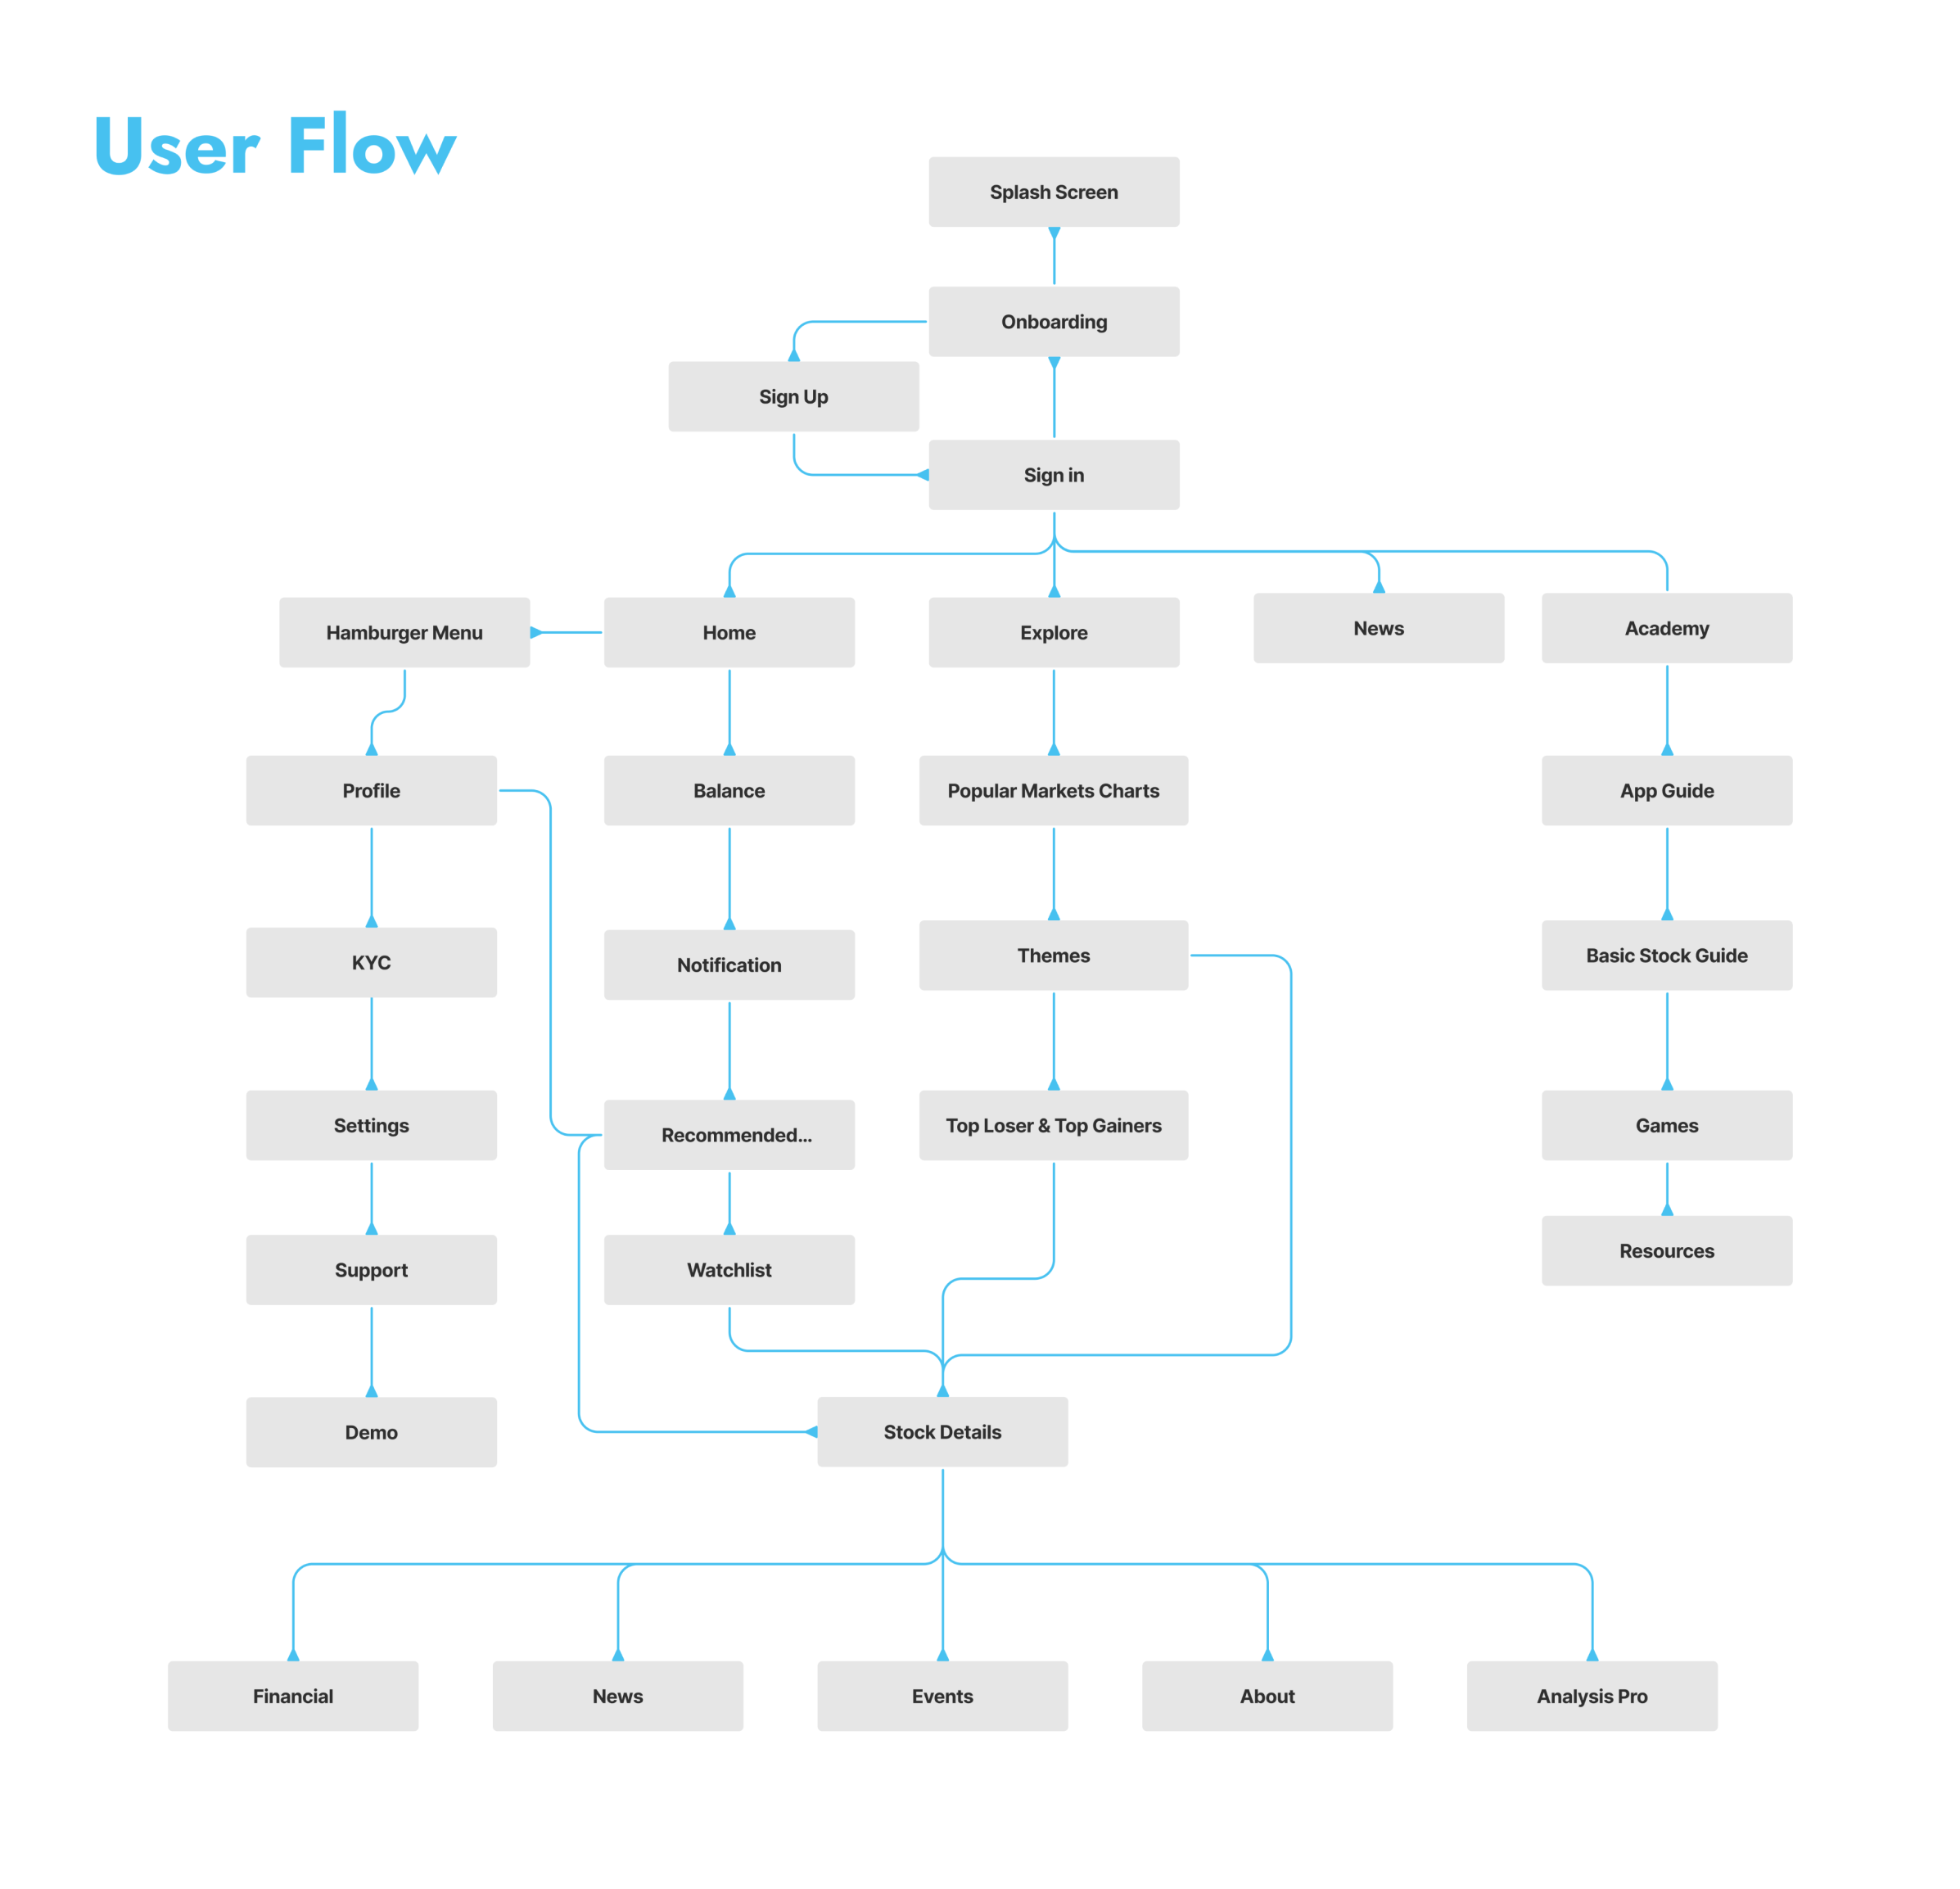 User Flow
Splash Screen
Onboarding
Sign Up
Sign in
Hamburger Menu
Home
Explore
News
Academy
Profile
Balance
Popular Markets Charts
App Guide
KYC
Notification
Themes
Basic Stock Guide
Settings
Recommended...
Top Loser & Top Gainers
Games
Support
Watchlist
Resources
Demo
Stock Details
Financial
News
Events
About
Analysis Pro